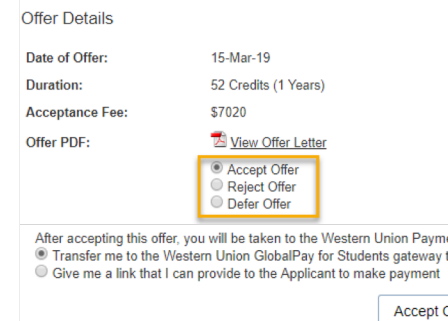 Offer Details
Date of Offer: 15-Mar-19
Duration: 52 Credits (1 Years)
Acceptance Fee: $7020
Offer PDF: View Offer Letter
Accept Offer
Reject Offer
Defer Offer
After accepting this offer, you will be taken to the Western Union
Transfer me to the Western Union GlobalPay for Students gateway
Give me a link that I can provide to the Applicant to make payment
Accept